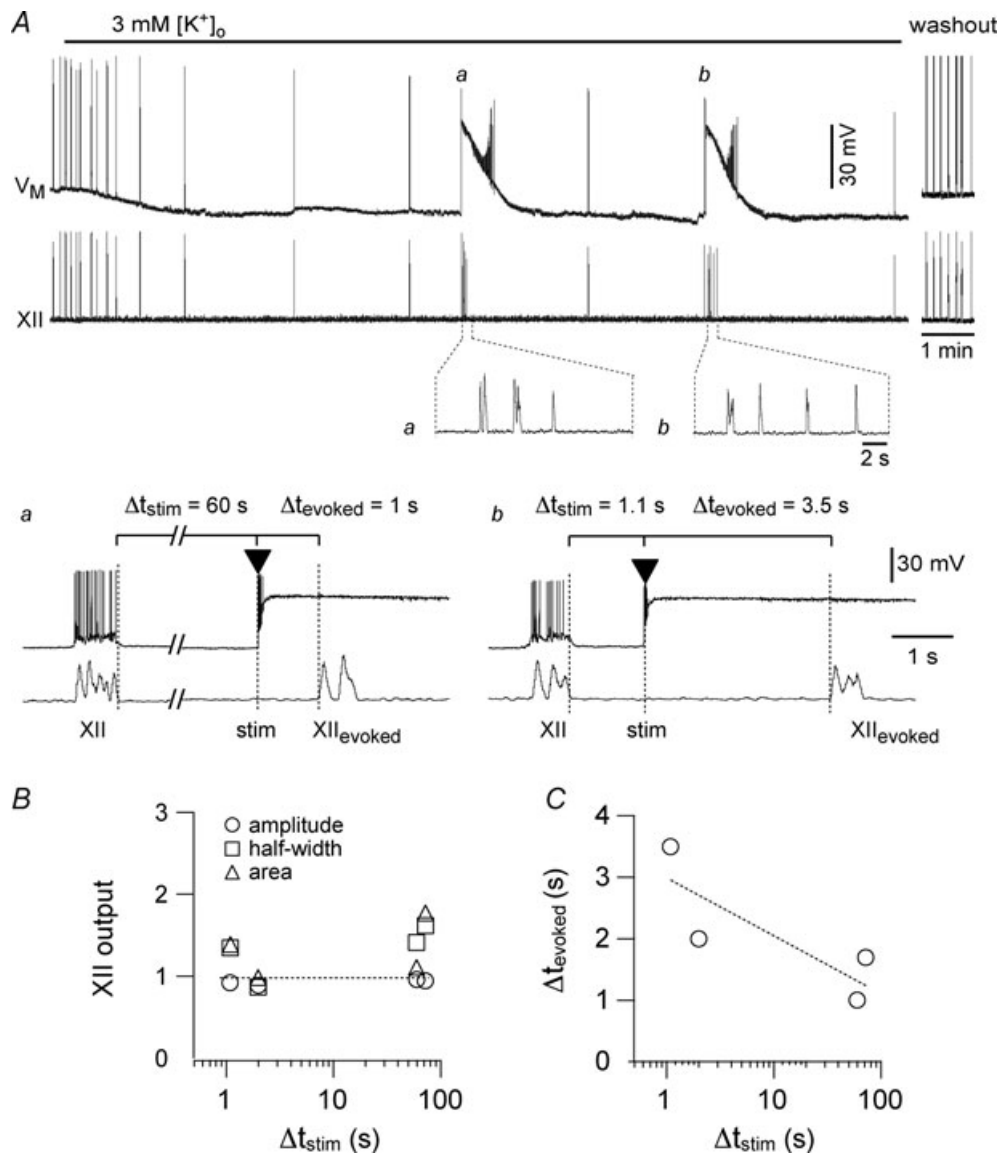 A
3 mM [K⁺]ₒ
washout
a
b
30 mV
V_M
XII
1 min
a
b
2 s
a
Δt_stim = 60 s
Δt_evoked = 1 s
b
Δt_stim = 1.1 s
Δt_evoked = 3.5 s
30 mV
1 s
XII
stim
XII_evoked
XII
stim
XII_evoked
B
3
2
1
0
XII output
amplitude
half-width
area
1
10
100
Δt_stim (s)
C
4
3
2
1
0
Δt_evoked (s)
1
10
100
Δt_stim (s)